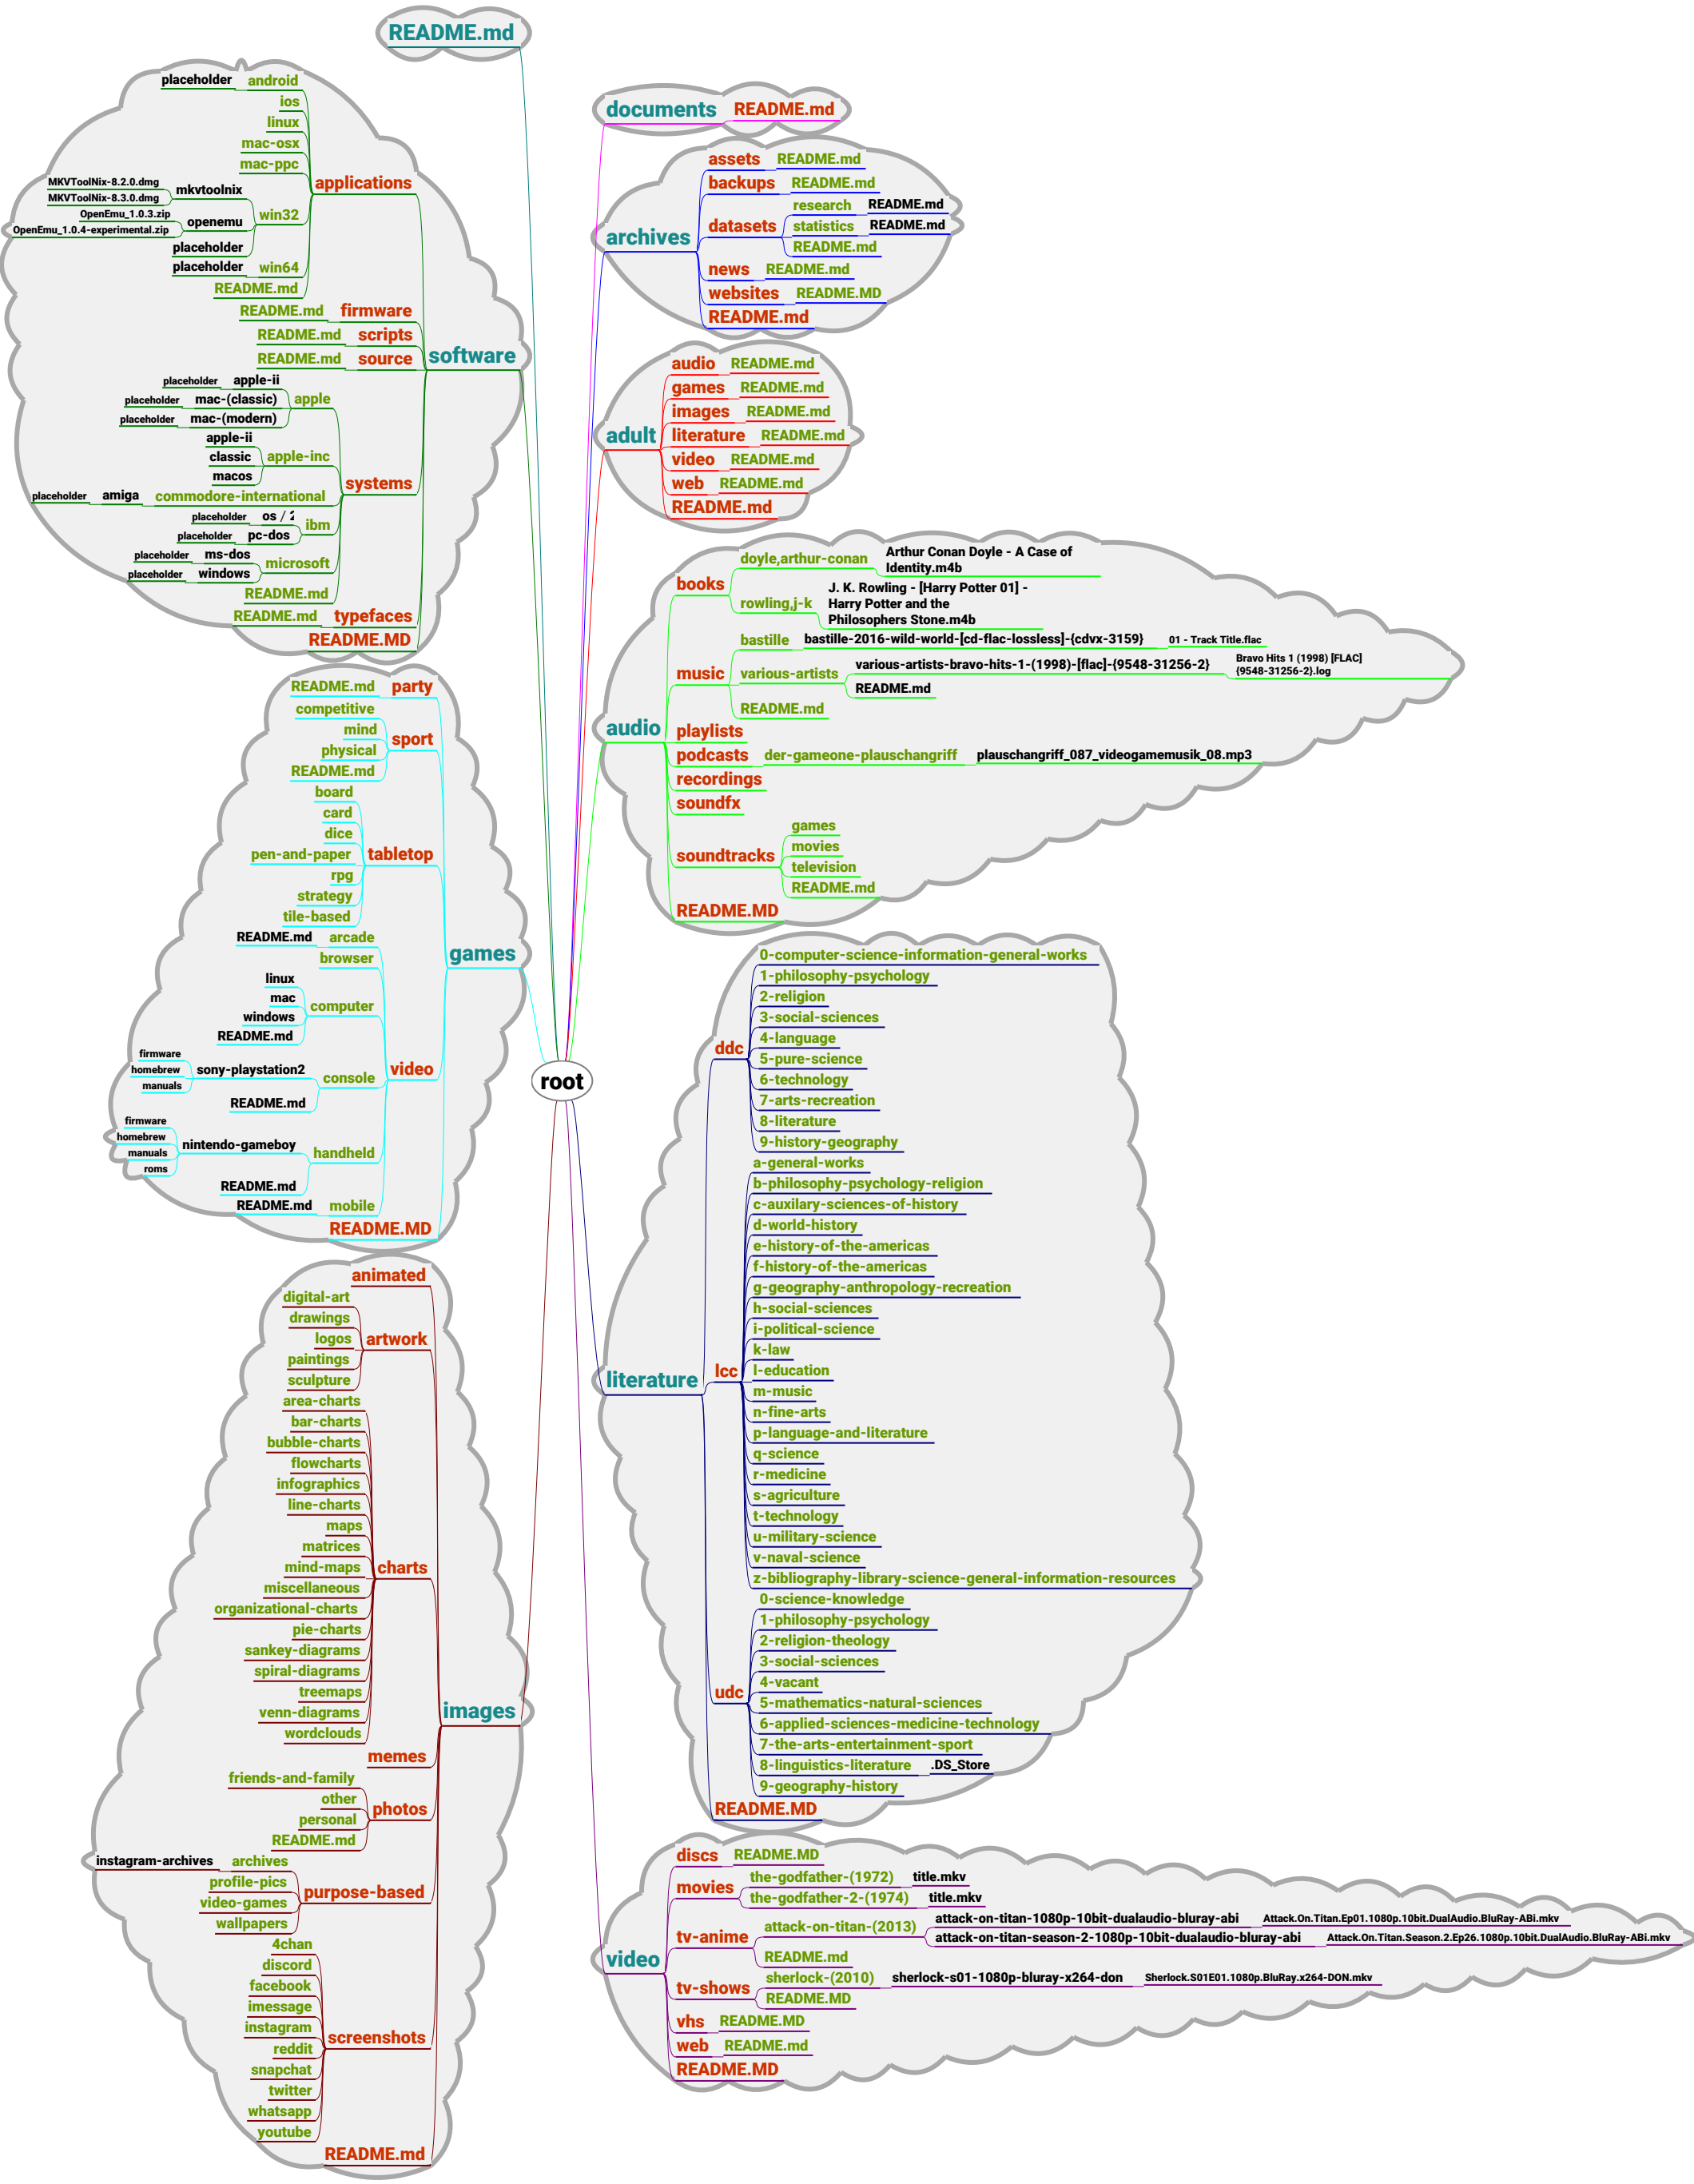 README.md
software
applications
android
placeholder
ios
linux
mac-osx
mac-ppc
win32
mkvtoolnix
MKVToolNix-8.2.0.dmg
MKVToolNix-8.3.0.dmg
openemu
OpenEmu_1.0.3.zip
OpenEmu_1.0.4-experimental.zip
placeholder
win64
placeholder
README.md
firmware
README.md
scripts
README.md
source
README.md
systems
apple
apple-ii
placeholder
mac-(classic)
placeholder
mac-(modern)
placeholder
apple-inc
apple-ii
classic
macos
commodore-international
amiga
placeholder
ibm
os / 2
placeholder
pc-dos
placeholder
microsoft
ms-dos
placeholder
windows
placeholder
README.md
typefaces
README.md
README.MD
games
party
README.md
sport
competitive
mind
physical
README.md
tabletop
board
card
dice
pen-and-paper
rpg
strategy
tile-based
video
arcade
README.md
browser
computer
linux
mac
windows
README.md
console
sony-playstation2
firmware
homebrew
manuals
README.md
handheld
nintendo-gameboy
firmware
homebrew
manuals
roms
README.md
mobile
README.md
README.MD
images
animated
artwork
digital-art
drawings
logos
paintings
sculpture
charts
area-charts
bar-charts
bubble-charts
flowcharts
infographics
line-charts
maps
matrices
mind-maps
miscellaneous
organizational-charts
pie-charts
sankey-diagrams
spiral-diagrams
treemaps
venn-diagrams
wordclouds
memes
photos
friends-and-family
other
personal
README.md
purpose-based
archives
instagram-archives
profile-pics
video-games
wallpapers
screenshots
4chan
discord
facebook
imessage
instagram
reddit
snapchat
twitter
whatsapp
youtube
README.md
root
documents
README.md
archives
assets
README.md
backups
README.md
datasets
research
README.md
statistics
README.md
README.md
news
README.md
websites
README.MD
README.md
adult
audio
README.md
games
README.md
images
README.md
literature
README.md
video
README.md
web
README.md
README.md
audio
books
doyle,arthur-conan
Arthur Conan Doyle - A Case of
Identity.m4b
rowling,j-k
J. K. Rowling - [Harry Potter 01] -
Harry Potter and the
Philosophers Stone.m4b
music
bastille
bastille-2016-wild-world-[cd-flac-lossless]-{cdvx-3159}
01 - Track Title.flac
various-artists
various-artists-bravo-hits-1-(1998)-[flac]-{9548-31256-2}
Bravo Hits 1 (1998) [FLAC]
{9548-31256-2}.log
README.md
README.md
playlists
podcasts
der-gameone-plauschangriff
plauschangriff_087_videogamemusik_08.mp3
recordings
soundfx
soundtracks
games
movies
television
README.md
README.MD
literature
ddc
0-computer-science-information-general-works
1-philosophy-psychology
2-religion
3-social-sciences
4-language
5-pure-science
6-technology
7-arts-recreation
8-literature
9-history-geography
lcc
a-general-works
b-philosophy-psychology-religion
c-auxilary-sciences-of-history
d-world-history
e-history-of-the-americas
f-history-of-the-americas
g-geography-anthropology-recreation
h-social-sciences
i-political-science
k-law
l-education
m-music
n-fine-arts
p-language-and-literature
q-science
r-medicine
s-agriculture
t-technology
u-military-science
v-naval-science
z-bibliography-library-science-general-information-resources
udc
0-science-knowledge
1-philosophy-psychology
2-religion-theology
3-social-sciences
4-vacant
5-mathematics-natural-sciences
6-applied-sciences-medicine-technology
7-the-arts-entertainment-sport
8-linguistics-literature
.DS_Store
9-geography-history
README.MD
video
discs
README.MD
movies
the-godfather-(1972)
title.mkv
the-godfather-2-(1974)
title.mkv
tv-anime
attack-on-titan-(2013)
attack-on-titan-1080p-10bit-dualaudio-bluray-abi
Attack.On.Titan.Ep01.1080p.10bit.DualAudio.BluRay-ABi.mkv
attack-on-titan-season-2-1080p-10bit-dualaudio-bluray-abi
Attack.On.Titan.Season.2.Ep26.1080p.10bit.DualAudio.BluRay-ABi.mkv
README.md
tv-shows
sherlock-(2010)
sherlock-s01-1080p-bluray-x264-don
Sherlock.S01E01.1080p.BluRay.x264-DON.mkv
README.MD
vhs
README.MD
web
README.md
README.MD